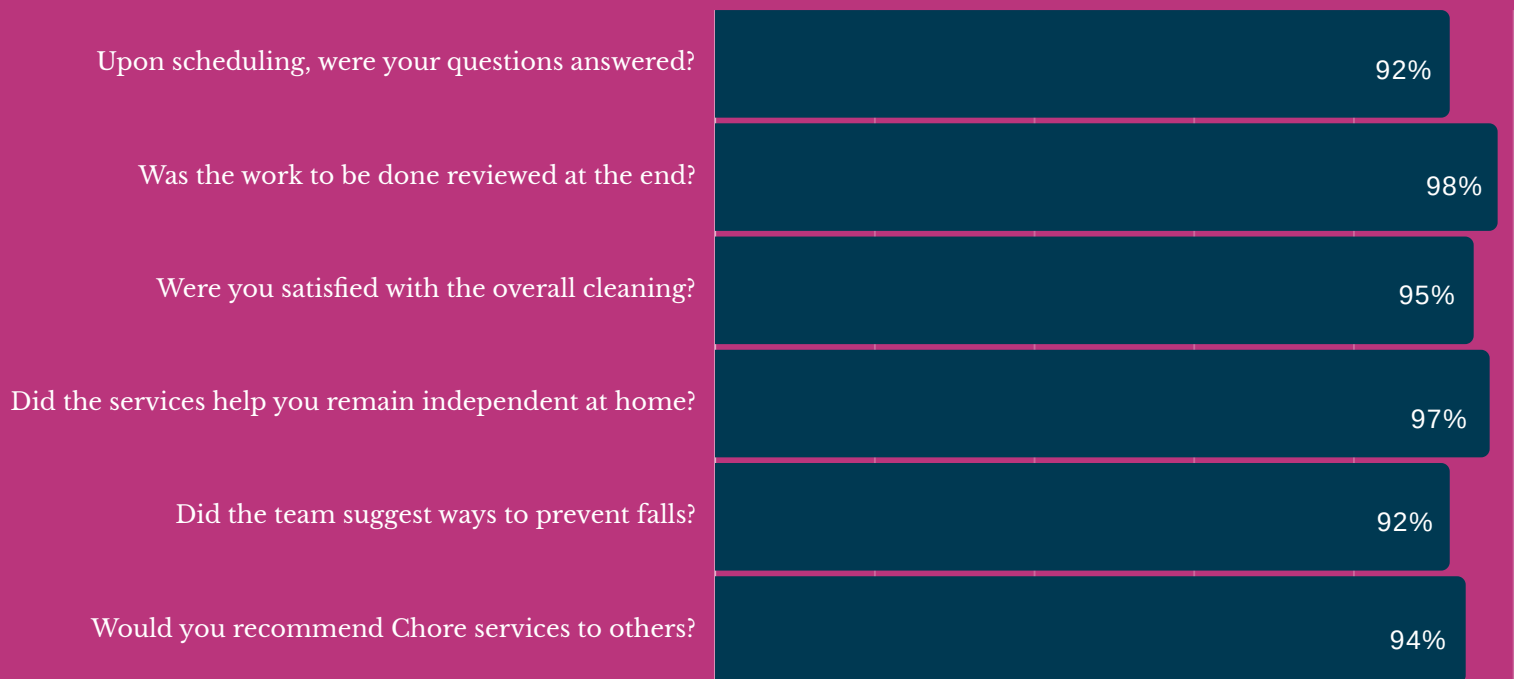 Upon scheduling, were your questions answered?
92%
Was the work to be done reviewed at the end?
98%
Were you satisfied with the overall cleaning?
95%
Did the services help you remain independent at home?
97%
Did the team suggest ways to prevent falls?
92%
Would you recommend Chore services to others?
94%